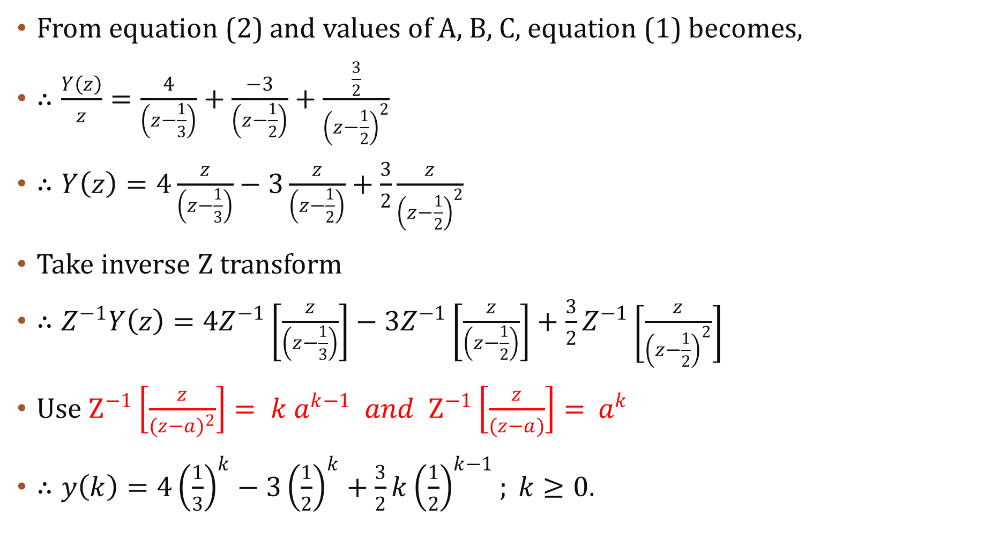 • From equation (2) and values of A, B, C, equation (1) becomes,
• ∴ $\frac{Y(z)}{z} = \frac{4}{\left(z-\frac{1}{3}\right)} + \frac{-3}{\left(z-\frac{1}{2}\right)} + \frac{\frac{3}{2}}{\left(z-\frac{1}{2}\right)^2}$
• ∴ $Y(z) = 4\frac{z}{\left(z-\frac{1}{3}\right)} - 3\frac{z}{\left(z-\frac{1}{2}\right)} + \frac{3}{2}\frac{z}{\left(z-\frac{1}{2}\right)^2}$
• Take inverse Z transform
• ∴ $Z^{-1}Y(z) = 4Z^{-1}\left[\frac{z}{\left(z-\frac{1}{3}\right)}\right] - 3Z^{-1}\left[\frac{z}{\left(z-\frac{1}{2}\right)}\right] + \frac{3}{2}Z^{-1}\left[\frac{z}{\left(z-\frac{1}{2}\right)^2}\right]$
• Use $Z^{-1}\left[\frac{z}{(z-a)^2}\right] = k\,a^{k-1}$ and $Z^{-1}\left[\frac{z}{(z-a)}\right] = a^k$
• ∴ $y(k) = 4\left(\frac{1}{3}\right)^k - 3\left(\frac{1}{2}\right)^k + \frac{3}{2}k\left(\frac{1}{2}\right)^{k-1}$ ; $k \geq 0.$